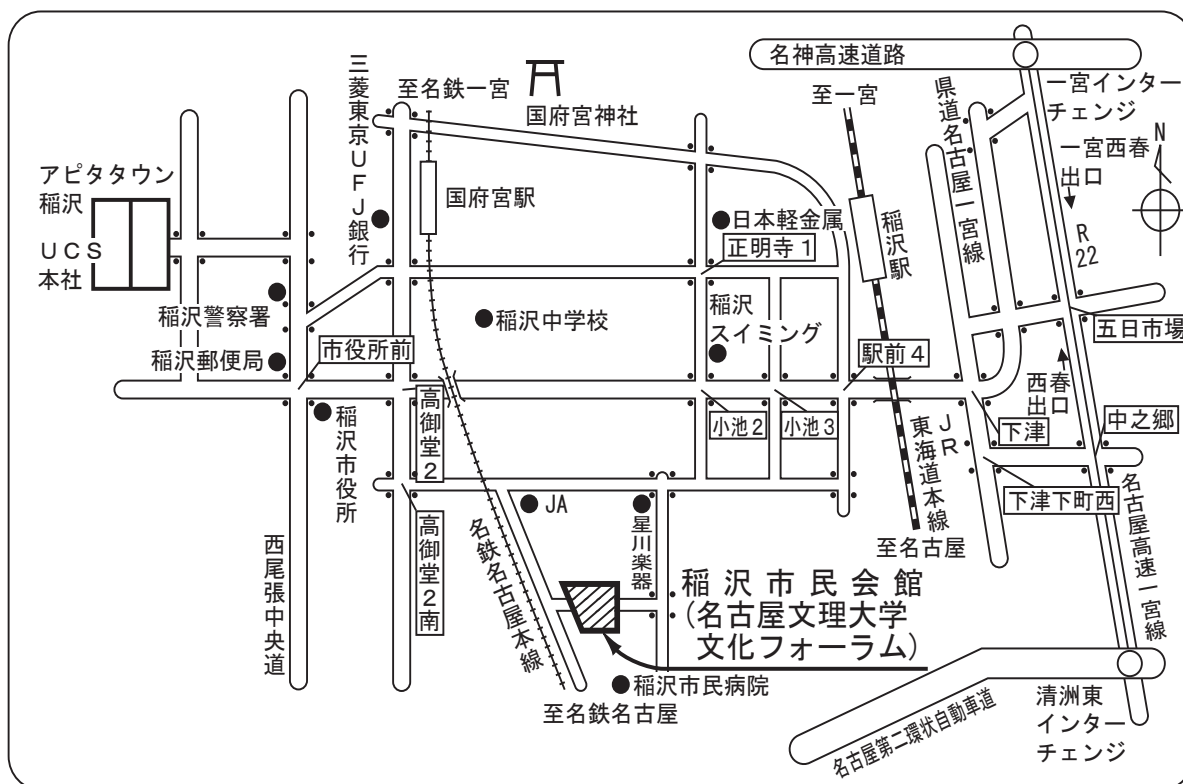 名神高速道路
一宮インター
チェンジ
三菱東京UFJ銀行
至名鉄一宮
国府宮神社
至一宮
県道名古屋一宮線
一宮西春
出口
N
アピタタウン
稲沢
UCS
本社
国府宮駅
日本軽金属
稲沢駅
R
22
正明寺1
稲沢警察署
稲沢中学校
稲沢
スイミング
五日市場
稲沢郵便局
市役所前
駅前4
西春
出口
稲沢市役所
高御堂2
小池2
小池3
下津
中之郷
JR
東海道本線
下津下町西
JA
星川楽器
至名古屋
名古屋高速一宮線
西尾張中央道
高御堂2南
名鉄名古屋本線
稲沢市民会館
(名古屋文理大学
文化フォーラム)
稲沢市民病院
至名鉄名古屋
名古屋第二環状自動車道
清洲東
インター
チェンジ